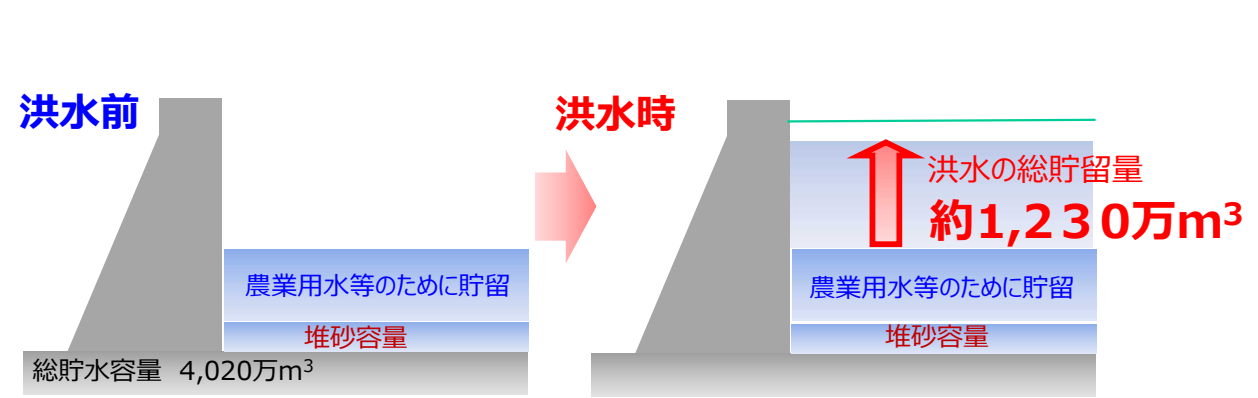 洪水前
農業用水等のために貯留
堆砂容量
総貯水容量 4,020万m³
洪水時
洪水の総貯留量
約1,２３０万m³
農業用水等のために貯留
堆砂容量